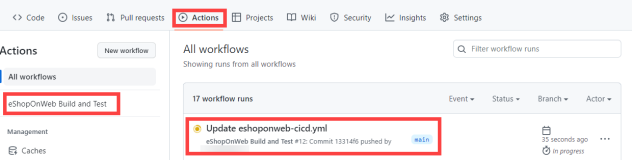 Code Issues Pull requests Actions Projects Wiki Security Insights Settings
Actions New workflow
All workflows
eShopOnWeb Build and Test
Management
Caches
All workflows
Showing runs from all workflows
Filter workflow runs
17 workflow runs Event Status Branch Actor
Update eshoponweb-cicd.yml
eShopOnWeb Build and Test #12: Commit 13314f6 pushed by
main
35 seconds ago
in progress